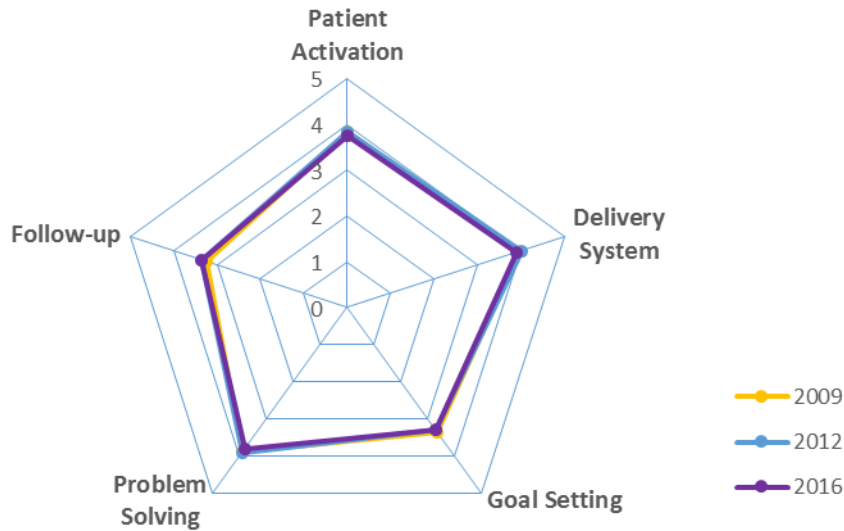 Patient
Activation
5
4
3
2
1
0
Delivery
System
Follow-up
Problem
Solving
Goal Setting
2009
2012
2016